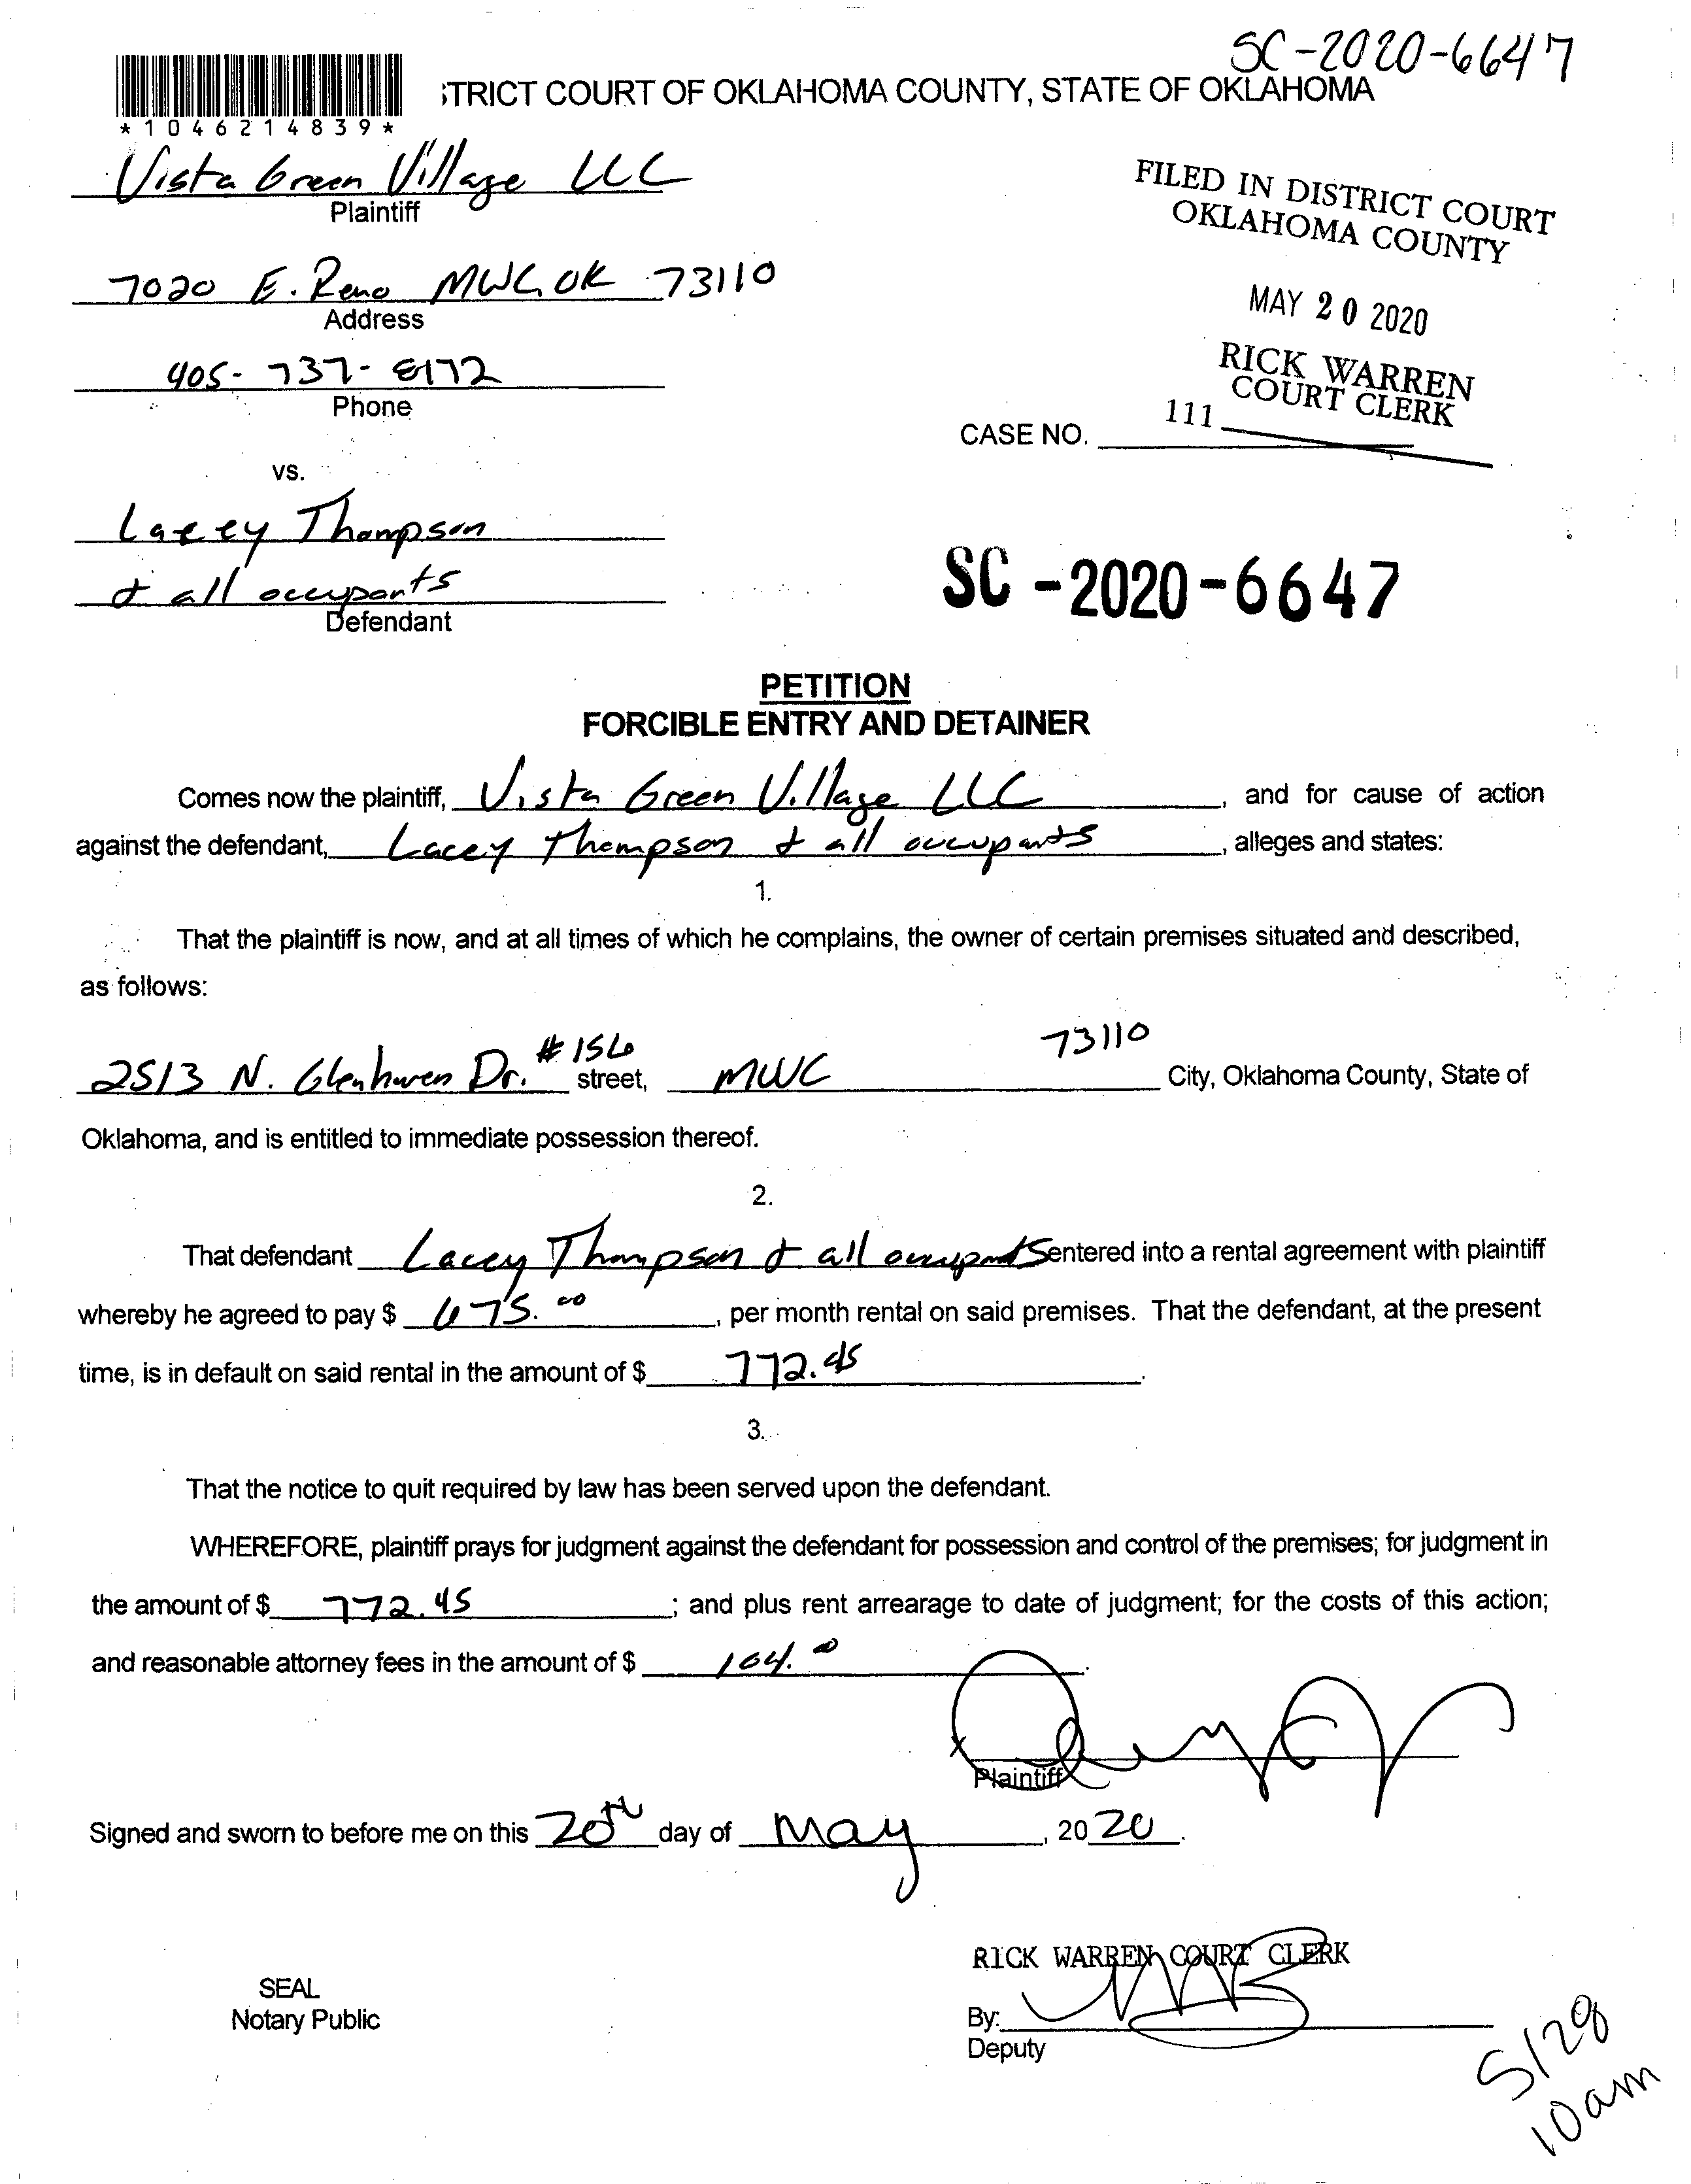 SC-2020-6647
STRICT COURT OF OKLAHOMA COUNTY, STATE OF OKLAHOMA
*1046214839*
Vista Green Village LLC
Plaintiff
FILED IN DISTRICT COURT
OKLAHOMA COUNTY
7020 E. Reno MWC, OK 73110
Address
MAY 20 2020
405-737-8172
Phone
RICK WARREN
COURT CLERK
111
CASE NO.
vs.
Lacey Thompson
& all occupants
Defendant
SC-2020-6647
PETITION
FORCIBLE ENTRY AND DETAINER
Comes now the plaintiff, Vista Green Village LLC, and for cause of action
against the defendant, Lacey Thompson & all occupants, alleges and states:
1.
That the plaintiff is now, and at all times of which he complains, the owner of certain premises situated and described,
as follows:
2513 N. Glenhaven Dr. #156 street, MWC 73110 City, Oklahoma County, State of
Oklahoma, and is entitled to immediate possession thereof.
2.
That defendant Lacey Thompson & all occupants entered into a rental agreement with plaintiff
whereby he agreed to pay $ 675.00, per month rental on said premises. That the defendant, at the present
time, is in default on said rental in the amount of $ 772.45.
3.
That the notice to quit required by law has been served upon the defendant.
WHEREFORE, plaintiff prays for judgment against the defendant for possession and control of the premises; for judgment in
the amount of $ 772.45; and plus rent arrearage to date of judgment; for the costs of this action;
and reasonable attorney fees in the amount of $ 164.00.
X
Plaintiff
Signed and sworn to before me on this 20th day of May, 2020.
RICK WARREN COURT CLERK
SEAL
Notary Public
By:
Deputy
5/28
10am